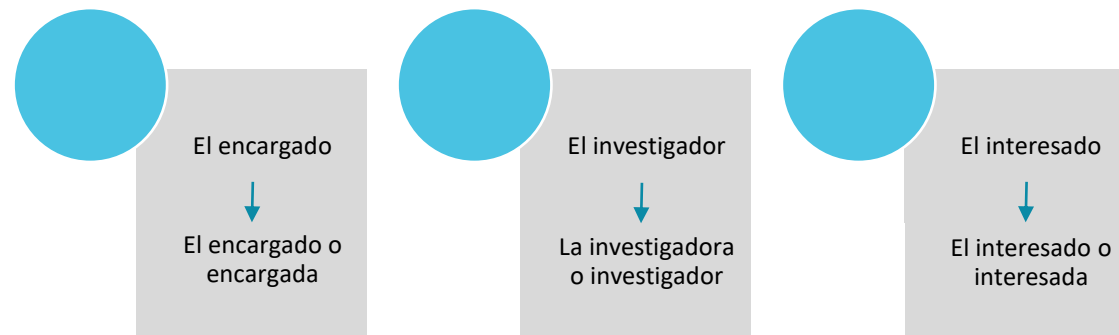 El encargado
El encargado o
encargada
El investigador
La investigadora
o investigador
El interesado
El interesado o
interesada